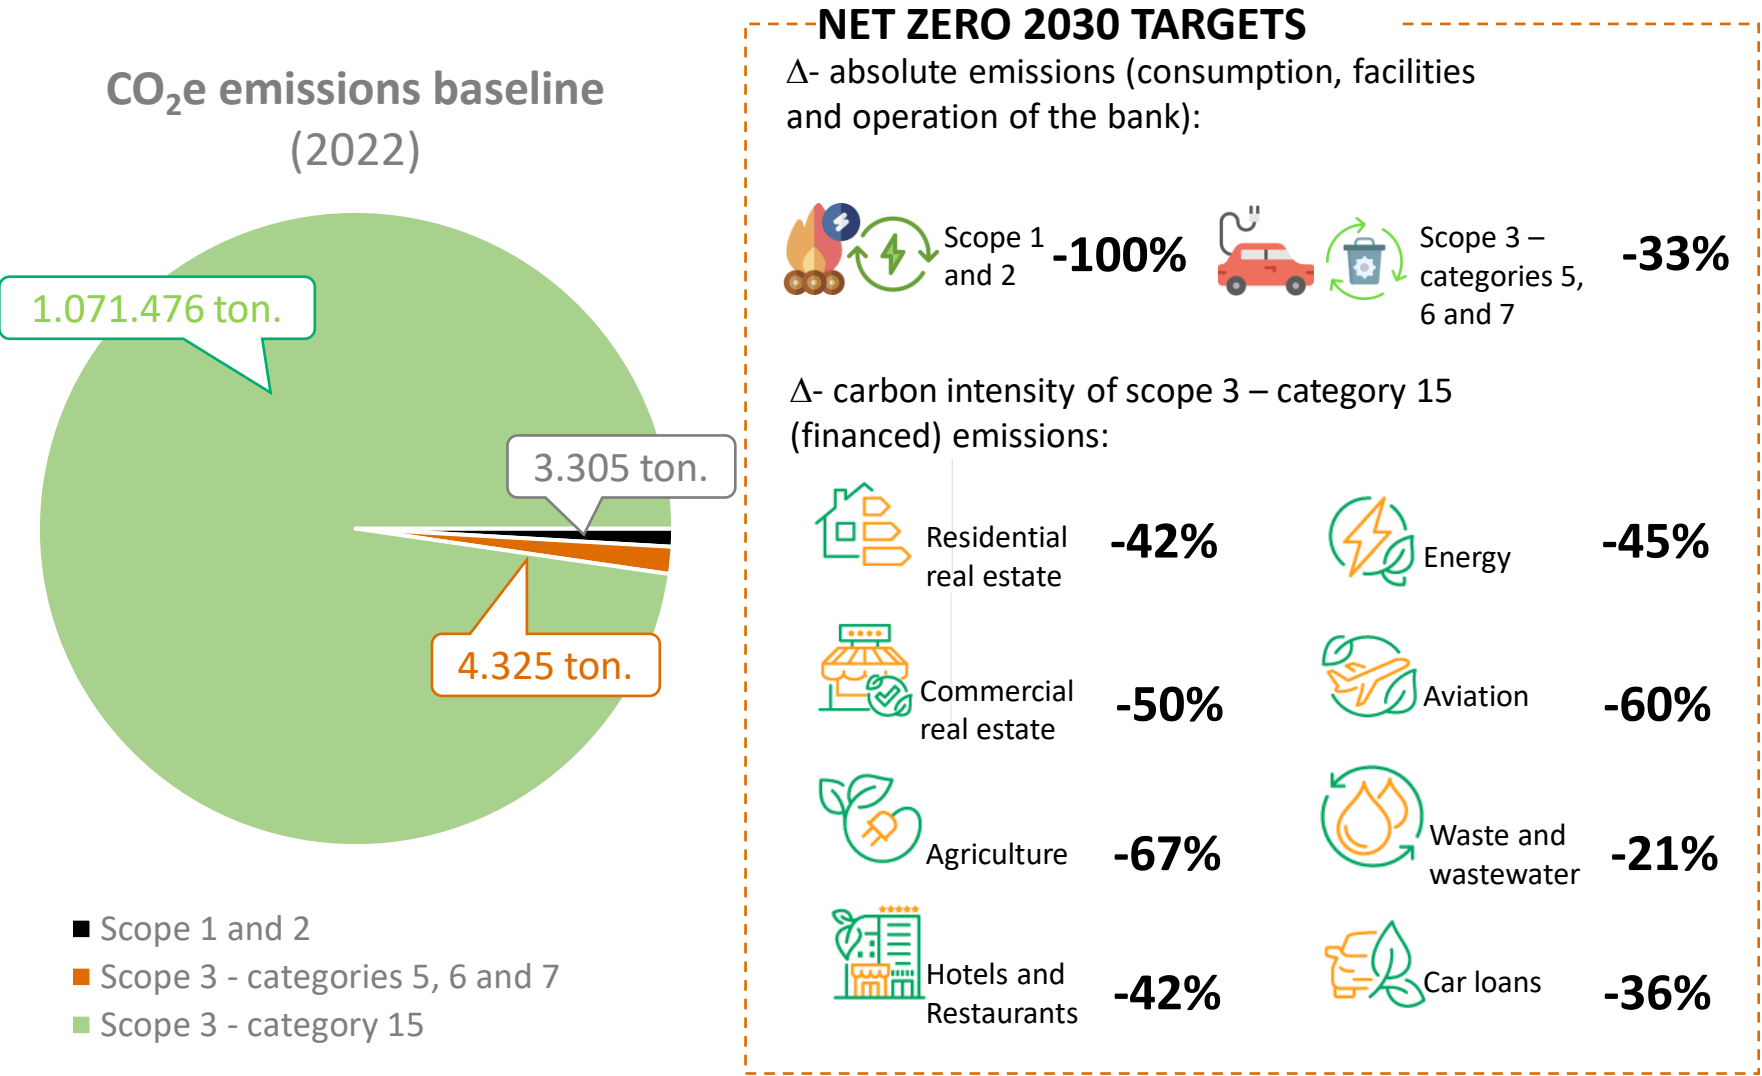 CO₂e emissions baseline
(2022)
1.071.476 ton.
3.305 ton.
4.325 ton.
Scope 1 and 2
Scope 3 - categories 5, 6 and 7
Scope 3 - category 15
NET ZERO 2030 TARGETS
Δ- absolute emissions (consumption, facilities
and operation of the bank):
Scope 1
and 2
-100%
Scope 3 –
categories 5,
6 and 7
-33%
Δ- carbon intensity of scope 3 – category 15
(financed) emissions:
Residential
real estate
-42%
Energy
-45%
Commercial
real estate
-50%
Aviation
-60%
Agriculture
-67%
Waste and
wastewater
-21%
Hotels and
Restaurants
-42%
Car loans
-36%